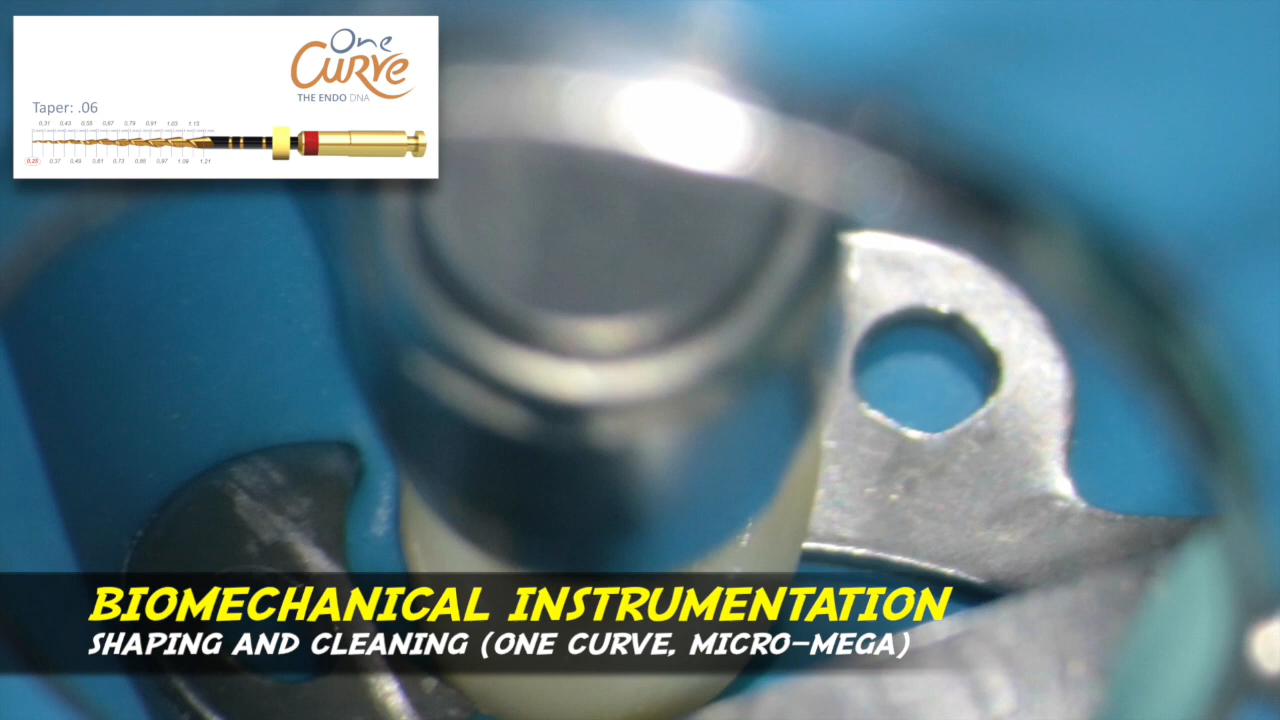 One
Curve
THE ENDO DNA
Taper: .06
0,31 0,43 0,55 0,67 0,79 0,91 1,03 1,15
0,25 0,37 0,49 0,61 0,73 0,85 0,97 1,09 1,21
BIOMECHANICAL INSTRUMENTATION
SHAPING AND CLEANING (ONE CURVE, MICRO-MEGA)